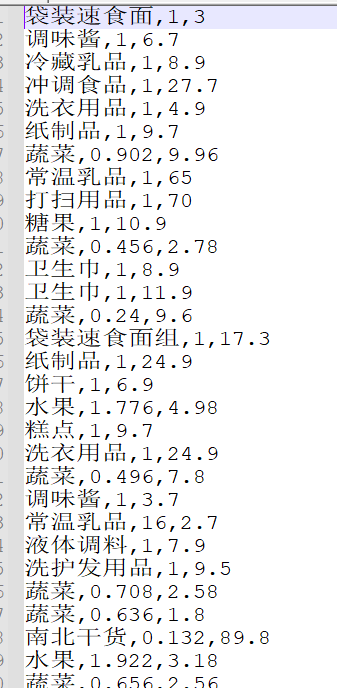 袋装速食面,1,3
调味酱,1,6.7
冷藏乳品,1,8.9
冲调食品,1,27.7
洗衣用品,1,4.9
纸制品,1,9.7
蔬菜,0.902,9.96
常温乳品,1,65
打扫用品,1,70
糖果,1,10.9
蔬菜,0.456,2.78
卫生巾,1,8.9
卫生巾,1,11.9
蔬菜,0.24,9.6
袋装速食面组,1,17.3
纸制品,1,24.9
饼干,1,6.9
水果,1.776,4.98
糕点,1,9.7
洗衣用品,1,24.9
蔬菜,0.496,7.8
调味酱,1,3.7
常温乳品,16,2.7
液体调料,1,7.9
洗护发用品,1,9.5
蔬菜,0.708,2.58
蔬菜,0.636,1.8
南北干货,0.132,89.8
水果,1.922,3.18
蔬菜,0.656,2.56